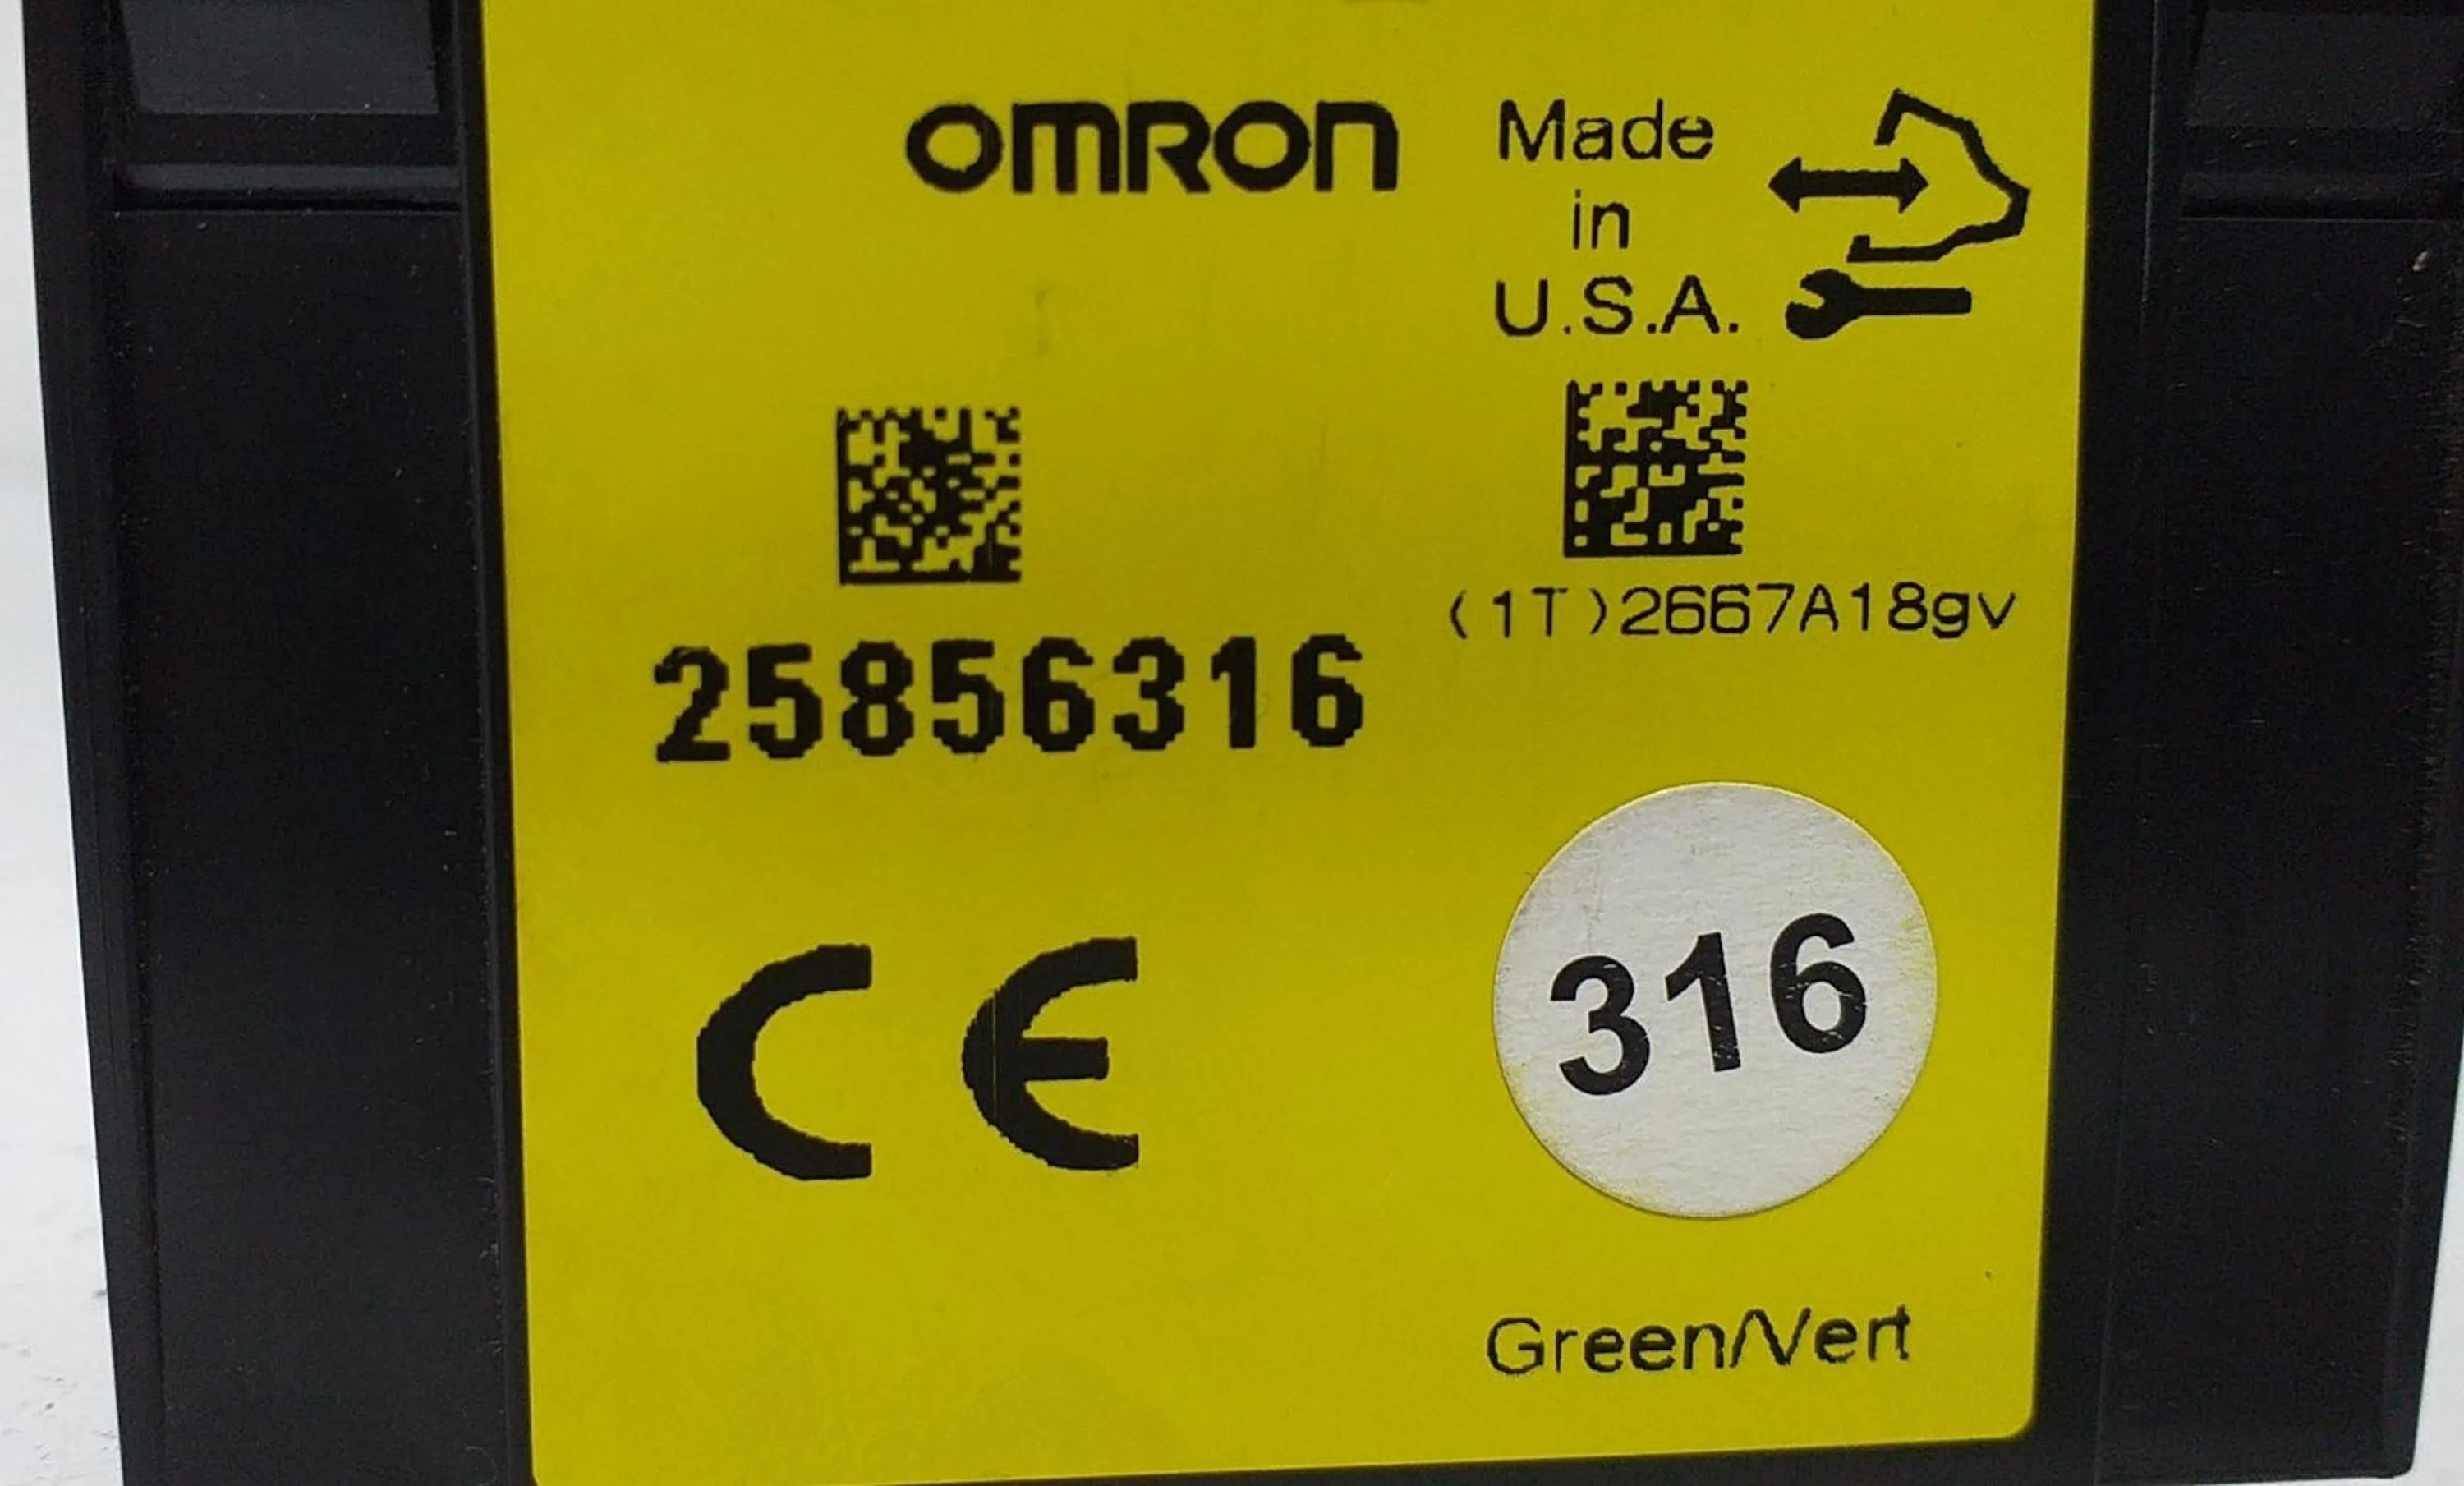 OMRON
Made
in
U.S.A.
(1T)2667A18gv
25856316
CE
316
Green/Vert